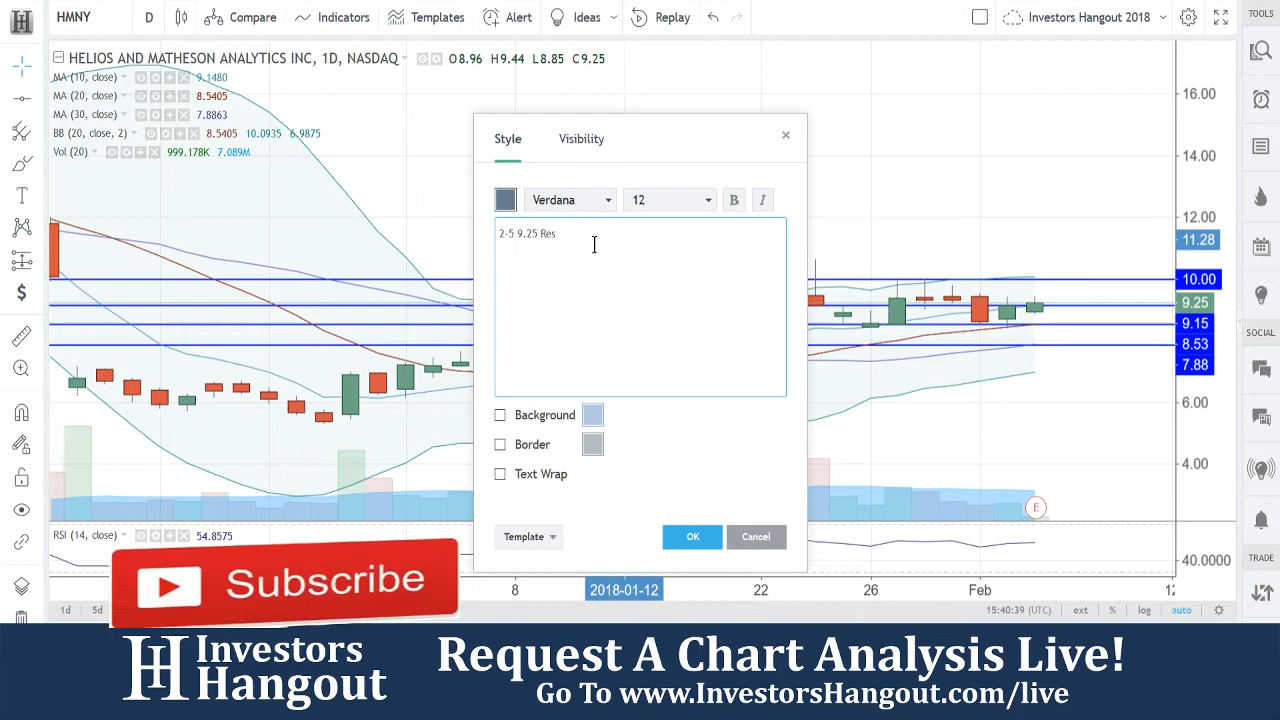 HMNY
D
Compare
Indicators
Templates
Alert
Ideas
Replay
Investors Hangout 2018
TOOLS
HELIOS AND MATHESON ANALYTICS INC, 1D, NASDAQ
O8.96 H9.44 L8.85 C9.25
MA (10, close) 9.1480
MA (20, close) 8.5405
MA (30, close) 7.8863
BB (20, close, 2) 8.5405 10.0935 6.9875
Vol (20) 999.178K 7.089M
Style
Visibility
×
Verdana
12
B
I
2-5 9.25 Res
Background
Border
Text Wrap
Template
OK
Cancel
16.00
14.00
12.00
11.28
10.00
9.25
9.15
8.53
7.88
6.00
4.00
40.0000
SOCIAL
TRADE
E
RSI (14, close) 54.8575
8
2018-01-12
22
26
Feb
12
1d
5d
15:40:39 (UTC)
ext
%
log
auto
Subscribe
IH
Investors
Hangout
Request A Chart Analysis Live!
Go To www.InvestorsHangout.com/live